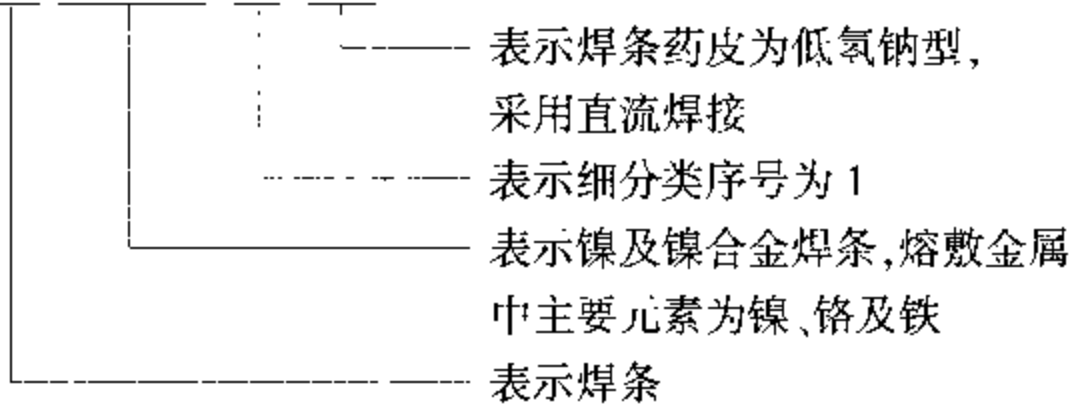 表示焊条药皮为低氢钠型,
采用直流焊接
表示细分类序号为1
表示镍及镍合金焊条,熔敷金属
中主要元素为镍、铬及铁
表示焊条